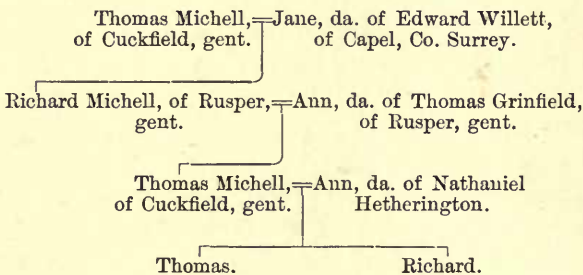 Thomas Michell,=Jane, da. of Edward Willett,
of Cuckfield, gent. of Capel, Co. Surrey.
Richard Michell, of Rusper,=Ann, da. of Thomas Grinfield,
gent. of Rusper, gent.
Thomas Michell,=Ann, da. of Nathaniel
of Cuckfield, gent. Hetherington.
Thomas. Richard.